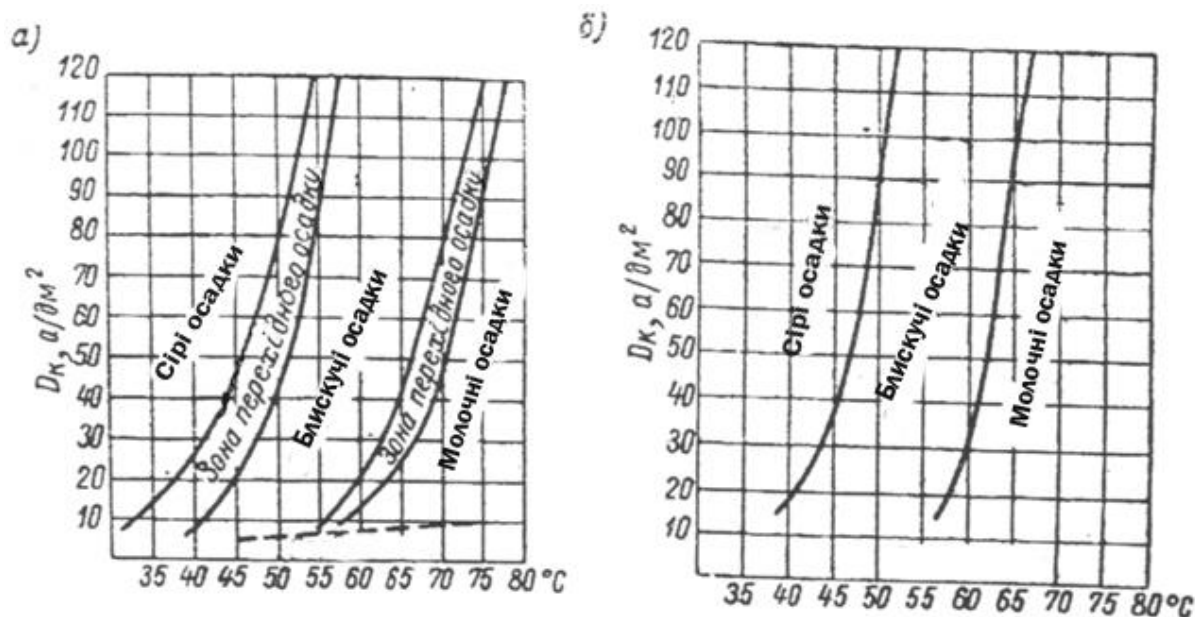 а)
120
110
100
90
80
70
60
50
40
30
20
10
Dк, а/дм²
Сірі осадки
Зона перехідного осадку
Блискучі осадки
Зона перехідного осадку
Молочні осадки
35 40 45 50 55 60 65 70 75 80 °C
б)
120
110
100
90
80
70
60
50
40
30
20
10
Dк, а/дм²
Сірі осадки
Блискучі осадки
Молочні осадки
35 40 45 50 55 60 65 70 75 80 °C